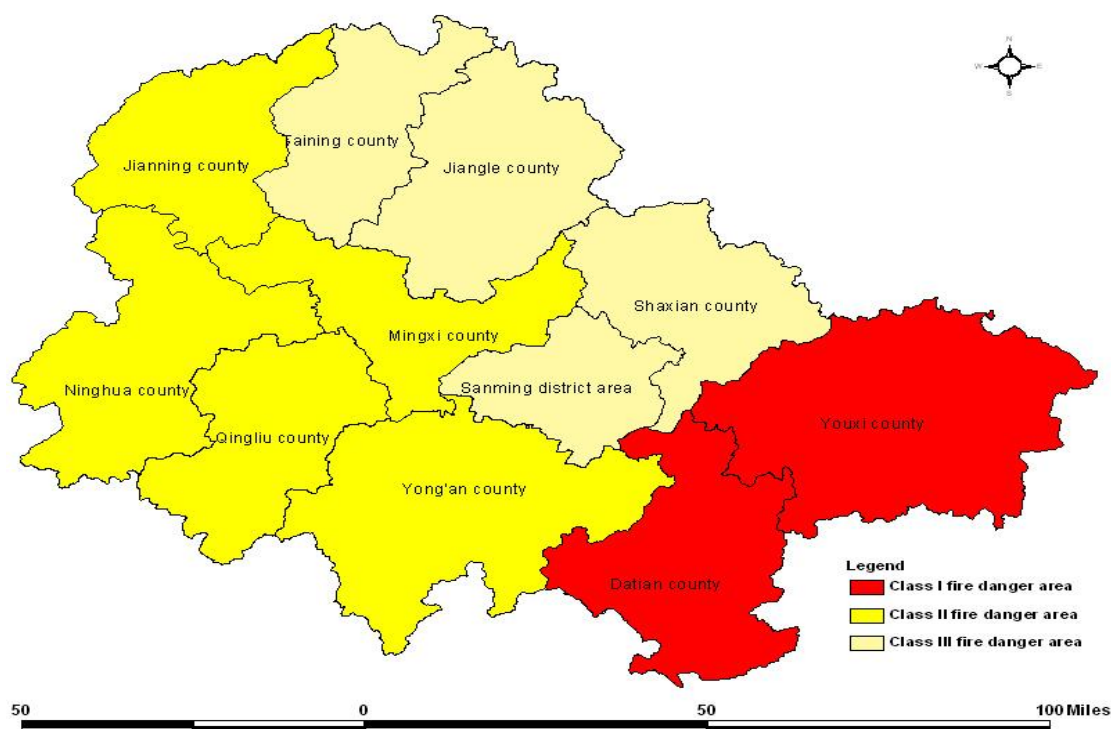 N
W E
S
Taining county
Jianning county
Jiangle county
Shaxian county
Mingxi county
Ninghua county
Sanming district area
Youxi county
Qingliu county
Yong'an county
Datian county
Legend
Class I fire danger area
Class II fire danger area
Class III fire danger area
50 0 50 100 Miles